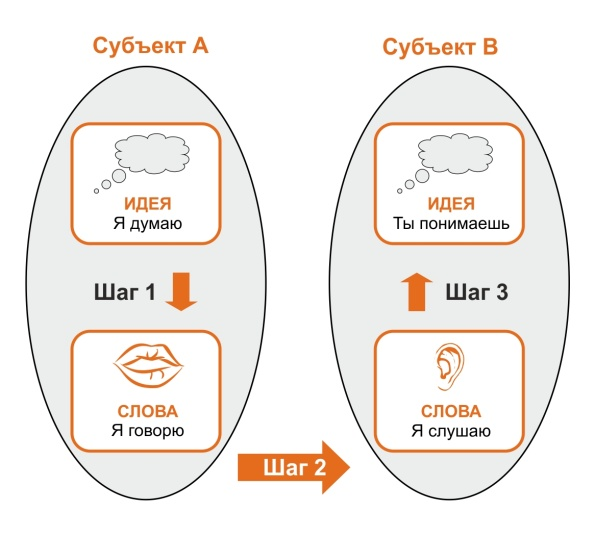 Субъект А
Субъект В
ИДЕЯ
Я думаю
ИДЕЯ
Ты понимаешь
Шаг 1
Шаг 3
СЛОВА
Я говорю
СЛОВА
Я слушаю
Шаг 2